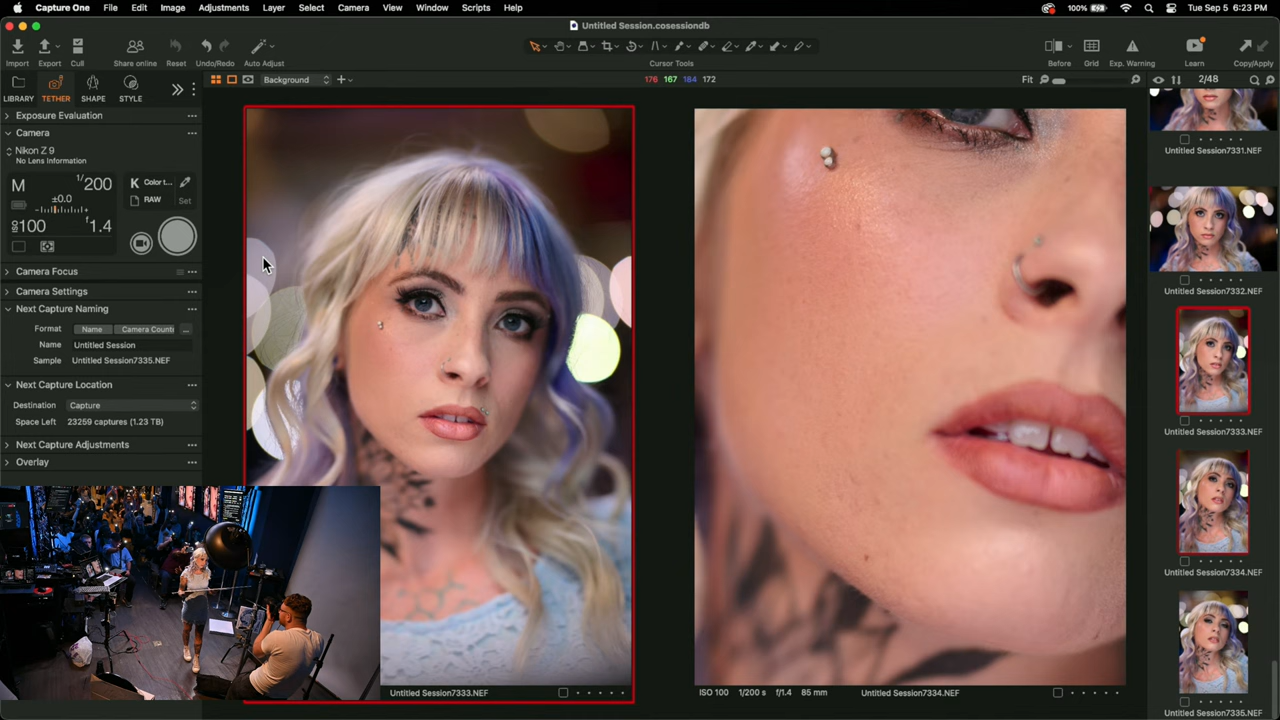 Capture One File Edit Image Adjustments Layer Select Camera View Window Scripts Help 100% Tue Sep 5 6:23 PM
Untitled Session.cosessiondb
Import Export Cull Share online Reset Undo/Redo Auto Adjust Cursor Tools Before Grid Exp. Warning Learn Copy/Apply
Background 176 167 184 172 Fit 2/48
LIBRARY TETHER SHAPE STYLE
Exposure Evaluation
Camera
Nikon Z 9
No Lens Information
M 1/200 K Color t...
±0.0 RAW Set
ISO 100 f 1.4
Camera Focus
Camera Settings
Next Capture Naming
Format Name Camera Counti ...
Name Untitled Session
Sample Untitled Session7335.NEF
Next Capture Location
Destination Capture
Space Left 23259 captures (1.23 TB)
Next Capture Adjustments
Overlay
Untitled Session7333.NEF
ISO 100 1/200 s f/1.4 85 mm Untitled Session7334.NEF
Untitled Session7331.NEF
Untitled Session7332.NEF
Untitled Session7333.NEF
Untitled Session7334.NEF
Untitled Session7335.NEF